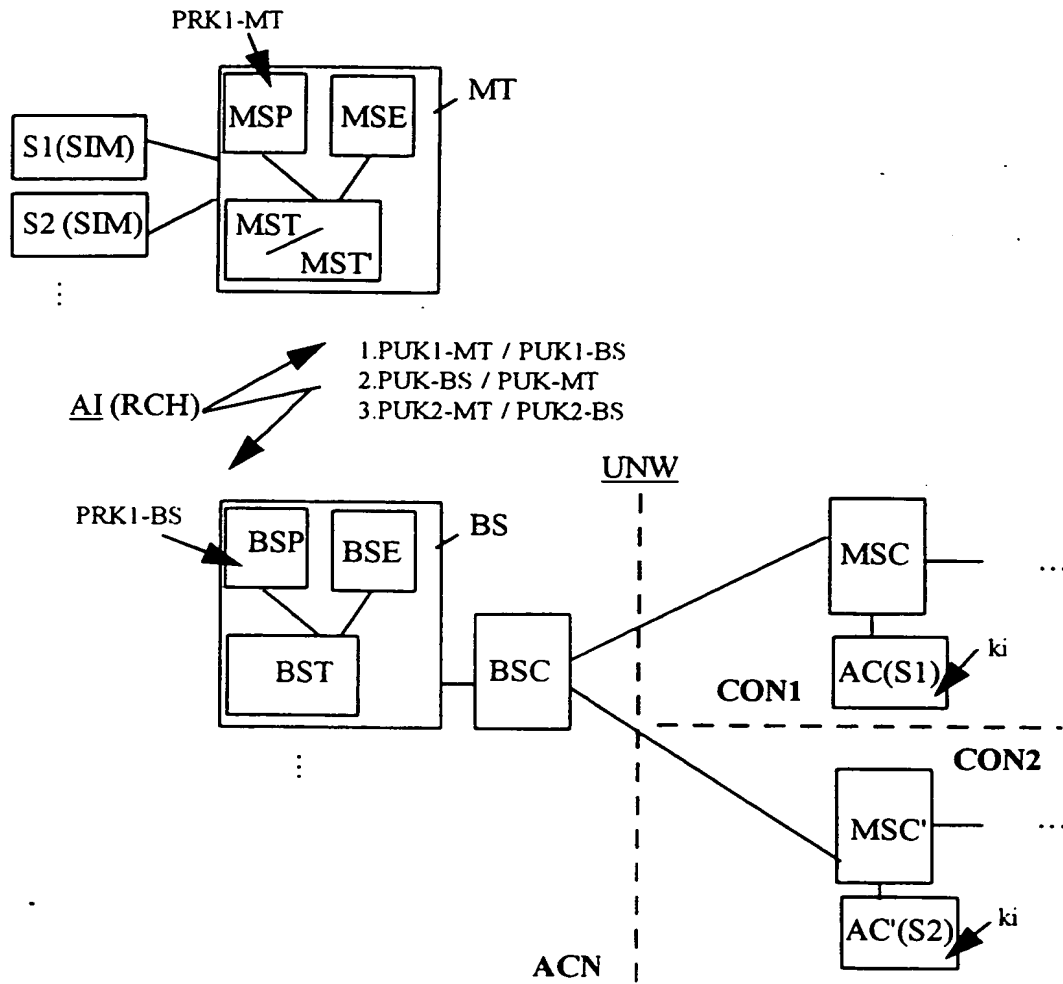 PRK1-MT
MSP
MSE
MT
S1(SIM)
S2 (SIM)
MST
MST'
⋮
1.PUK1-MT / PUK1-BS
2.PUK-BS / PUK-MT
3.PUK2-MT / PUK2-BS
AI (RCH)
UNW
PRK1-BS
BSP
BSE
BS
BST
BSC
⋮
MSC
...
AC(S1)
ki
CON1
CON2
MSC'
...
AC'(S2)
ki
ACN